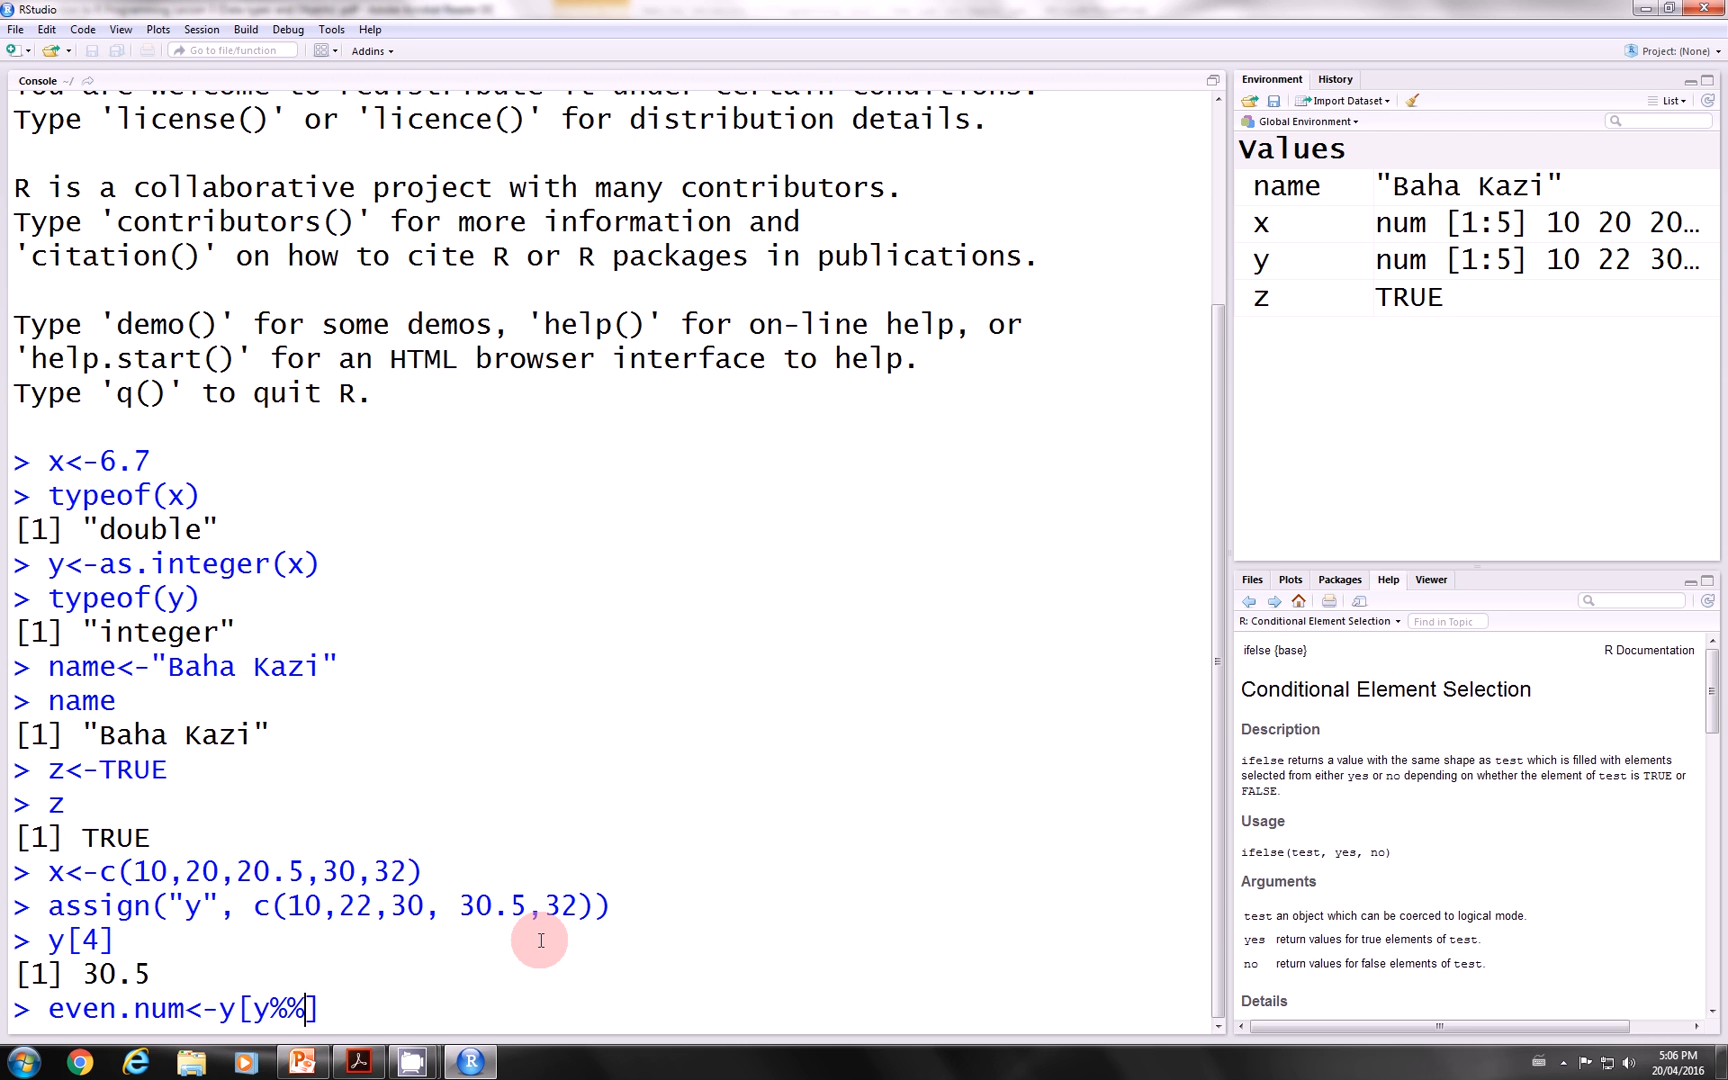 RStudio
File Edit Code View Plots Session Build Debug Tools Help
Go to file/function Addins Project: (None)
Console ~/
You are welcome to redistribute it under certain conditions.
Type 'license()' or 'licence()' for distribution details.
R is a collaborative project with many contributors.
Type 'contributors()' for more information and
'citation()' on how to cite R or R packages in publications.
Type 'demo()' for some demos, 'help()' for on-line help, or
'help.start()' for an HTML browser interface to help.
Type 'q()' to quit R.
> x<-6.7
> typeof(x)
[1] "double"
> y<-as.integer(x)
> typeof(y)
[1] "integer"
> name<-"Baha Kazi"
> name
[1] "Baha Kazi"
> z<-TRUE
> z
[1] TRUE
> x<-c(10,20,20.5,30,32)
> assign("y", c(10,22,30, 30.5,32))
> y[4]
[1] 30.5
> even.num<-y[y%%]
Environment History
Import Dataset List
Global Environment
Values
name "Baha Kazi"
x num [1:5] 10 20 20...
y num [1:5] 10 22 30...
z TRUE
Files Plots Packages Help Viewer
R: Conditional Element Selection Find in Topic
ifelse {base} R Documentation
Conditional Element Selection
Description
ifelse returns a value with the same shape as test which is filled with elements
selected from either yes or no depending on whether the element of test is TRUE or
FALSE.
Usage
ifelse(test, yes, no)
Arguments
test an object which can be coerced to logical mode.
yes return values for true elements of test.
no return values for false elements of test.
Details
5:06 PM
20/04/2016